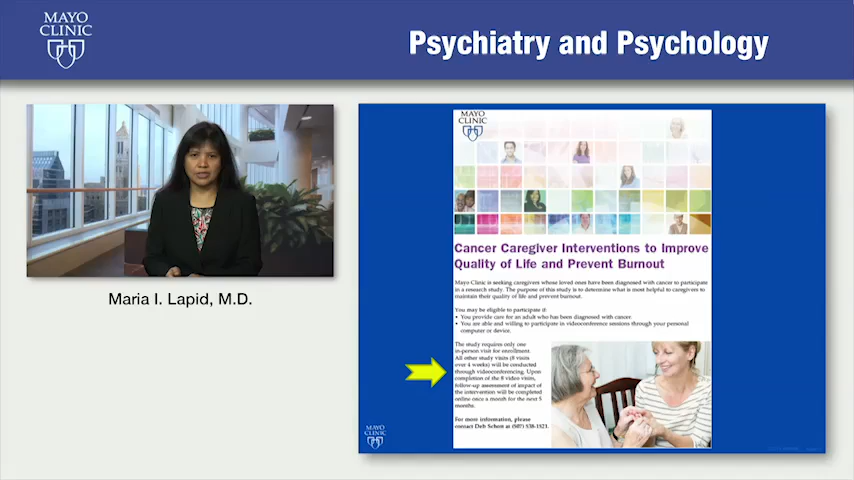 MAYO
CLINIC
Psychiatry and Psychology
Maria I. Lapid, M.D.
MAYO
CLINIC
Cancer Caregiver Interventions to Improve
Quality of Life and Prevent Burnout
Mayo Clinic is seeking caregivers whose loved ones have been diagnosed with cancer to participate
in a research study. The purpose of this study is to determine what is most helpful to caregivers to
maintain their quality of life and prevent burnout.
You may be eligible to participate if:
• You provide care for an adult who has been diagnosed with cancer.
• You are able and willing to participate in videoconference sessions through your personal
computer or device.
The study requires only one
in-person visit for enrollment.
All other study visits (8 visits
over 4 weeks) will be conducted
through videoconferencing. Upon
completion of the 8 video visits,
follow-up assessment of impact of
the intervention will be completed
online once a month for the next 5
months.
For more information, please
contact Deb Schon at (507) 538-1823.
MAYO
CLINIC